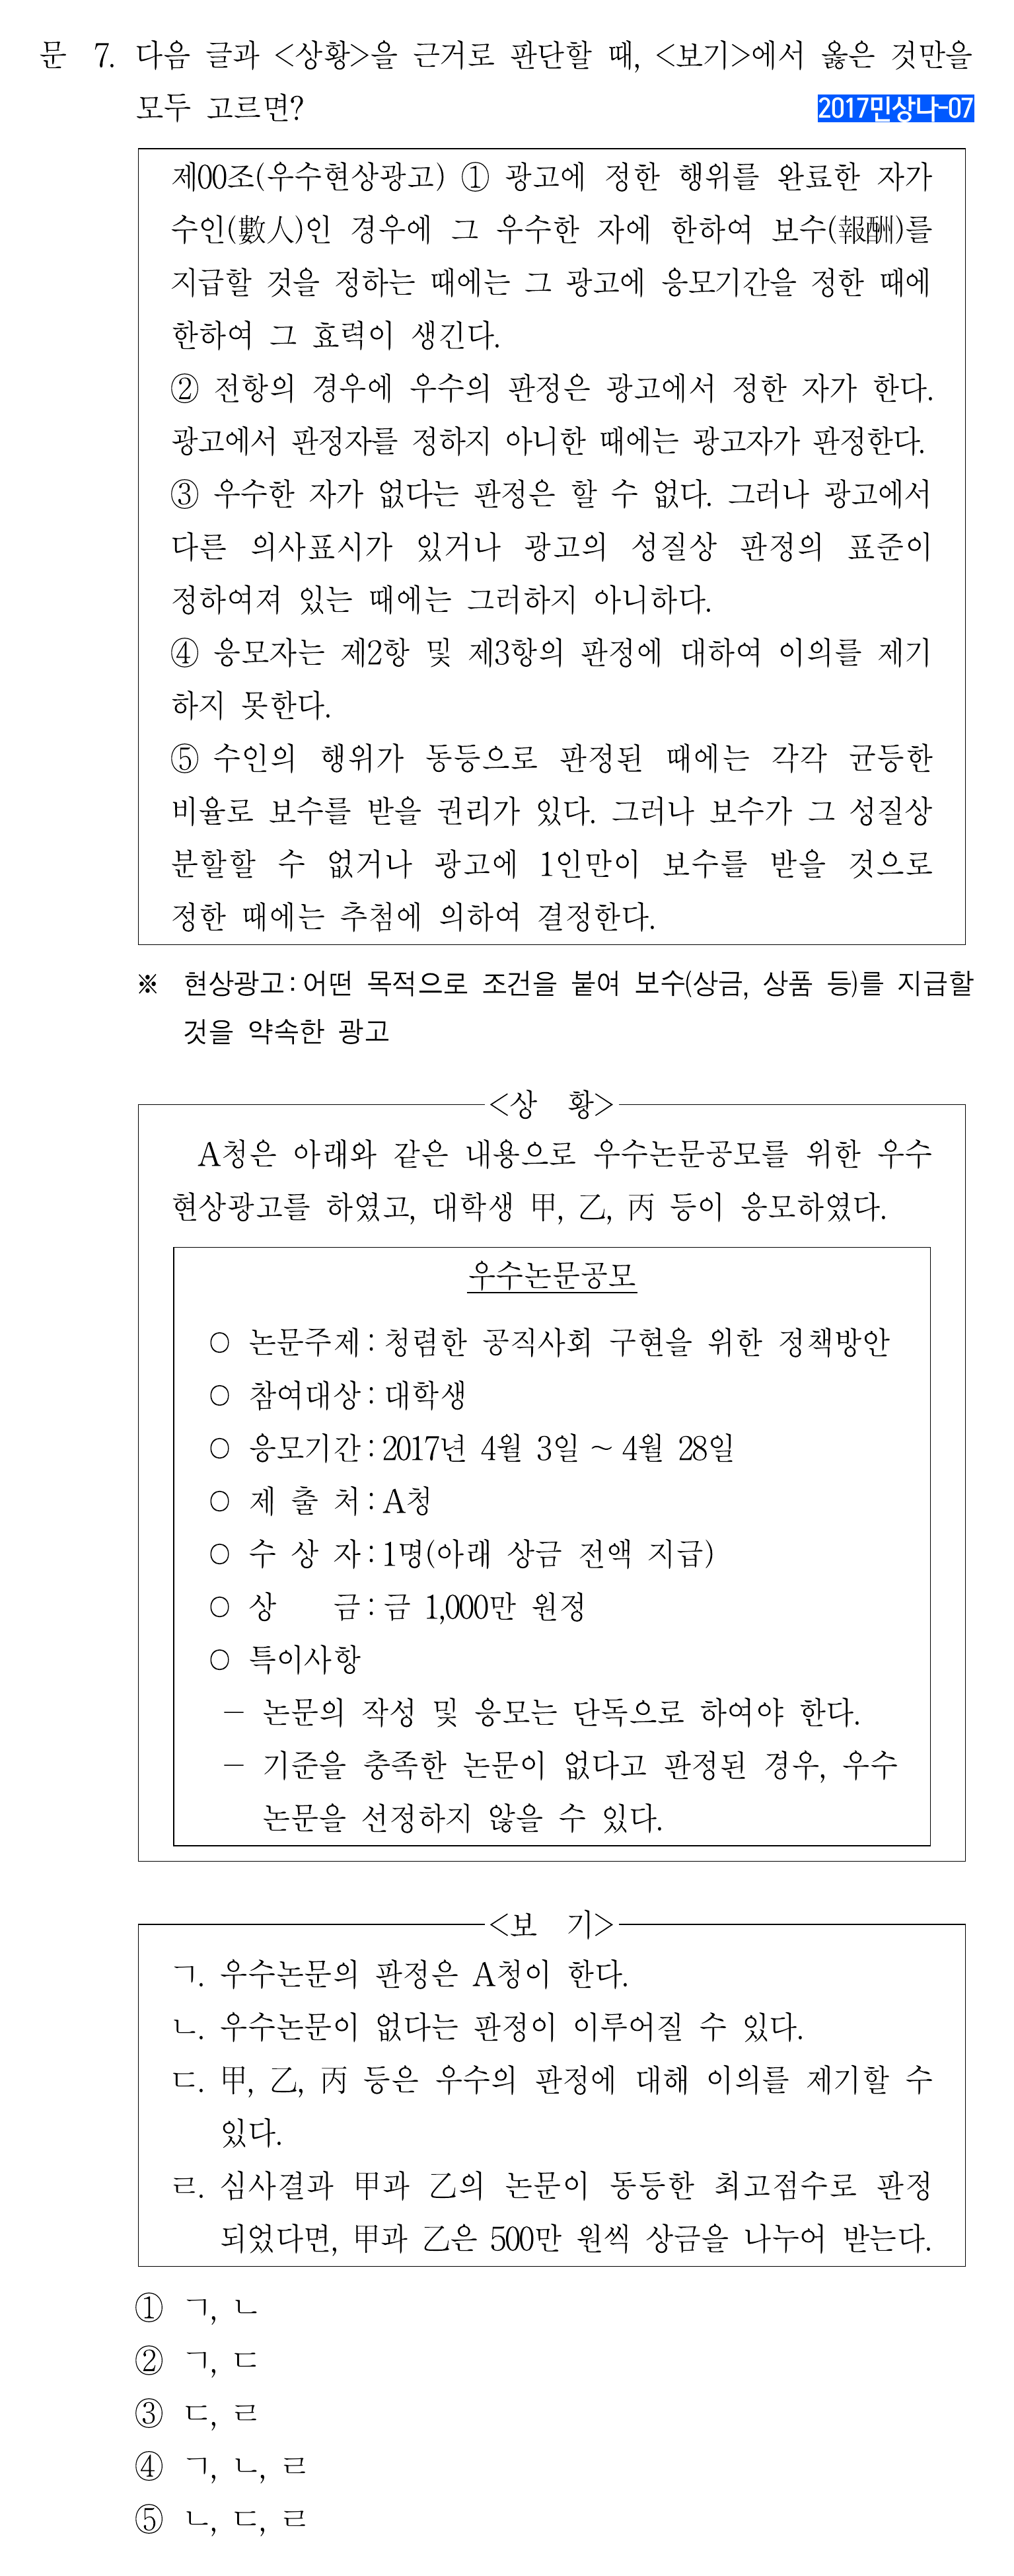 문 7. 다음 글과 <상황>을 근거로 판단할 때, <보기>에서 옳은 것만을
모두 고르면?
2017민상나-07
제00조(우수현상광고) ① 광고에 정한 행위를 완료한 자가
수인(數人)인 경우에 그 우수한 자에 한하여 보수(報酬)를
지급할 것을 정하는 때에는 그 광고에 응모기간을 정한 때에
한하여 그 효력이 생긴다.
② 전항의 경우에 우수의 판정은 광고에서 정한 자가 한다.
광고에서 판정자를 정하지 아니한 때에는 광고자가 판정한다.
③ 우수한 자가 없다는 판정은 할 수 없다. 그러나 광고에서
다른 의사표시가 있거나 광고의 성질상 판정의 표준이
정하여져 있는 때에는 그러하지 아니하다.
④ 응모자는 제2항 및 제3항의 판정에 대하여 이의를 제기
하지 못한다.
⑤ 수인의 행위가 동등으로 판정된 때에는 각각 균등한
비율로 보수를 받을 권리가 있다. 그러나 보수가 그 성질상
분할할 수 없거나 광고에 1인만이 보수를 받을 것으로
정한 때에는 추첨에 의하여 결정한다.
※ 현상광고 : 어떤 목적으로 조건을 붙여 보수(상금, 상품 등)를 지급할
것을 약속한 광고
<상 황>
A청은 아래와 같은 내용으로 우수논문공모를 위한 우수
현상광고를 하였고, 대학생 甲, 乙, 丙 등이 응모하였다.
우수논문공모
○ 논문주제 : 청렴한 공직사회 구현을 위한 정책방안
○ 참여대상 : 대학생
○ 응모기간 : 2017년 4월 3일 ~ 4월 28일
○ 제 출 처 : A청
○ 수 상 자 : 1명(아래 상금 전액 지급)
○ 상 금 : 금 1,000만 원정
○ 특이사항
－ 논문의 작성 및 응모는 단독으로 하여야 한다.
－ 기준을 충족한 논문이 없다고 판정된 경우, 우수
논문을 선정하지 않을 수 있다.
<보 기>
ㄱ. 우수논문의 판정은 A청이 한다.
ㄴ. 우수논문이 없다는 판정이 이루어질 수 있다.
ㄷ. 甲, 乙, 丙 등은 우수의 판정에 대해 이의를 제기할 수
있다.
ㄹ. 심사결과 甲과 乙의 논문이 동등한 최고점수로 판정
되었다면, 甲과 乙은 500만 원씩 상금을 나누어 받는다.
① ㄱ, ㄴ
② ㄱ, ㄷ
③ ㄷ, ㄹ
④ ㄱ, ㄴ, ㄹ
⑤ ㄴ, ㄷ, ㄹ